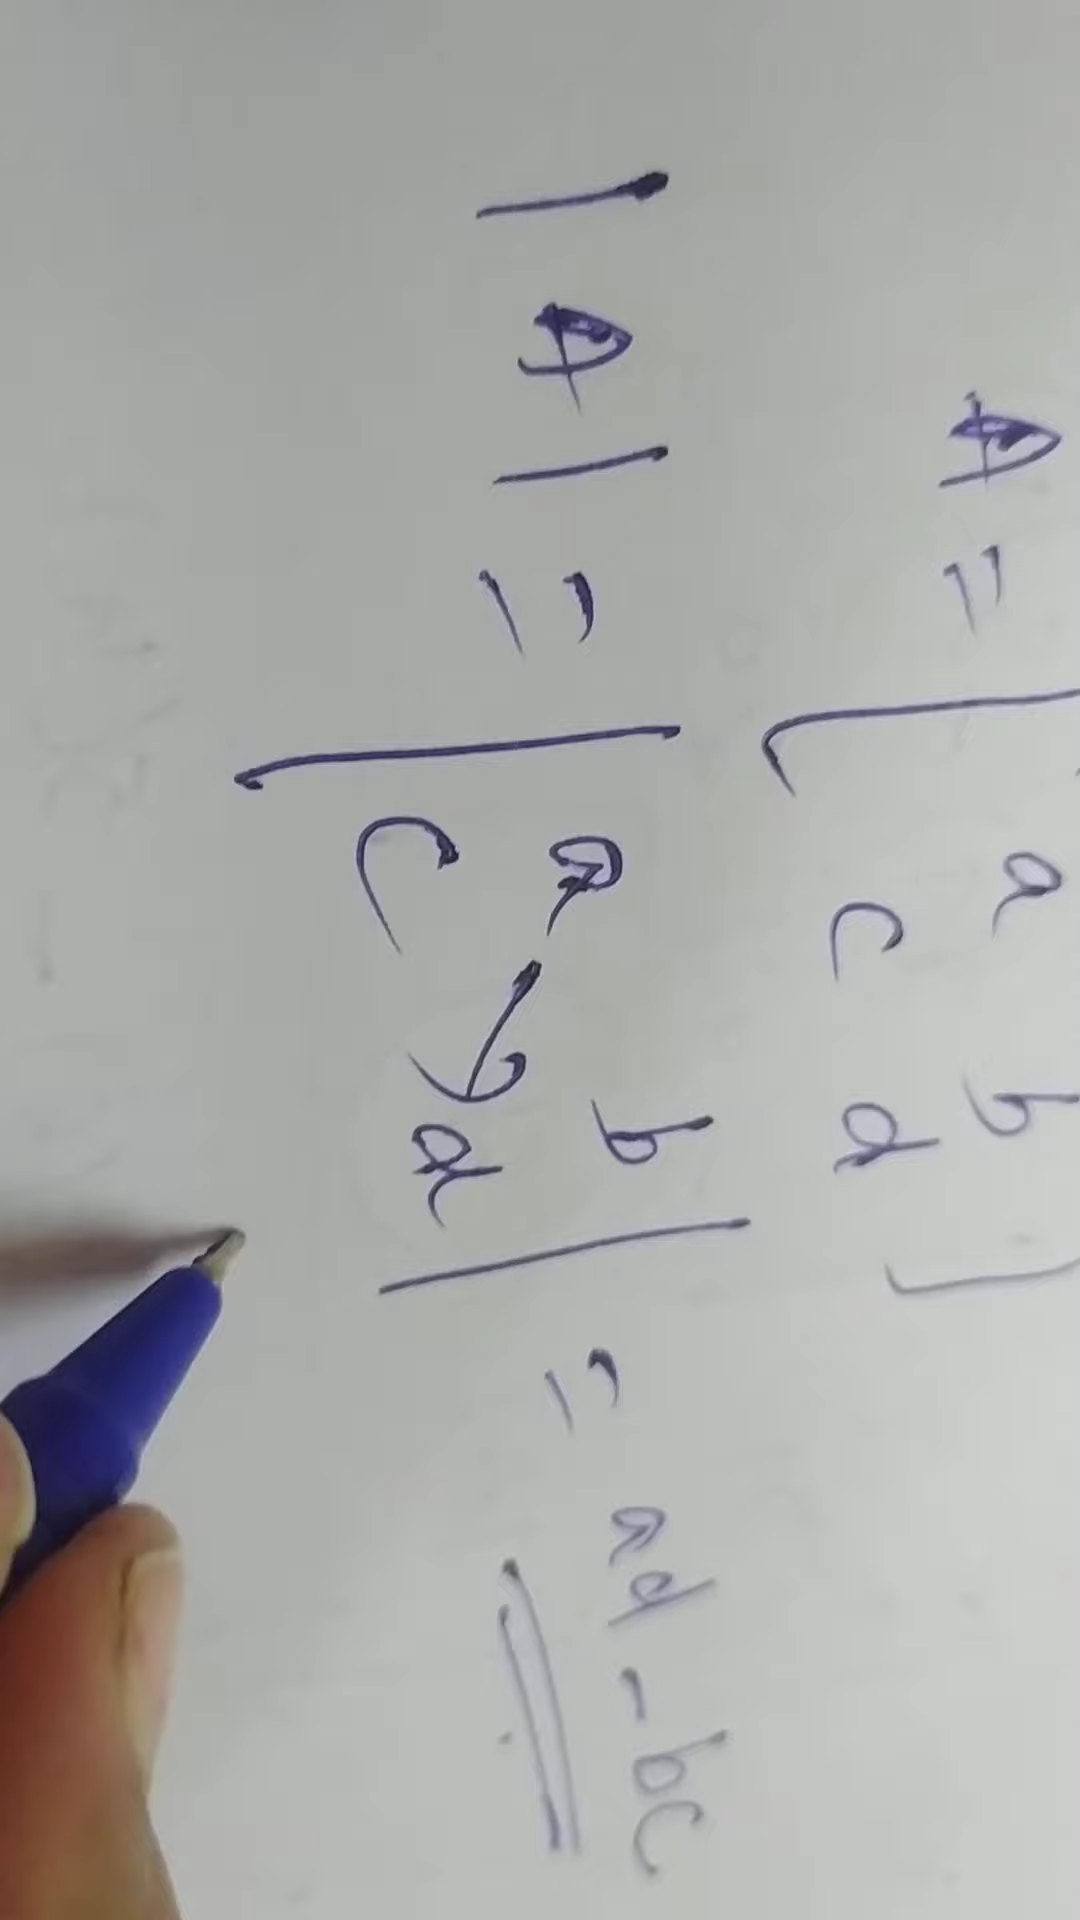 A = [ a b
c d ]
| A | = | a b
c d | = ad - bc